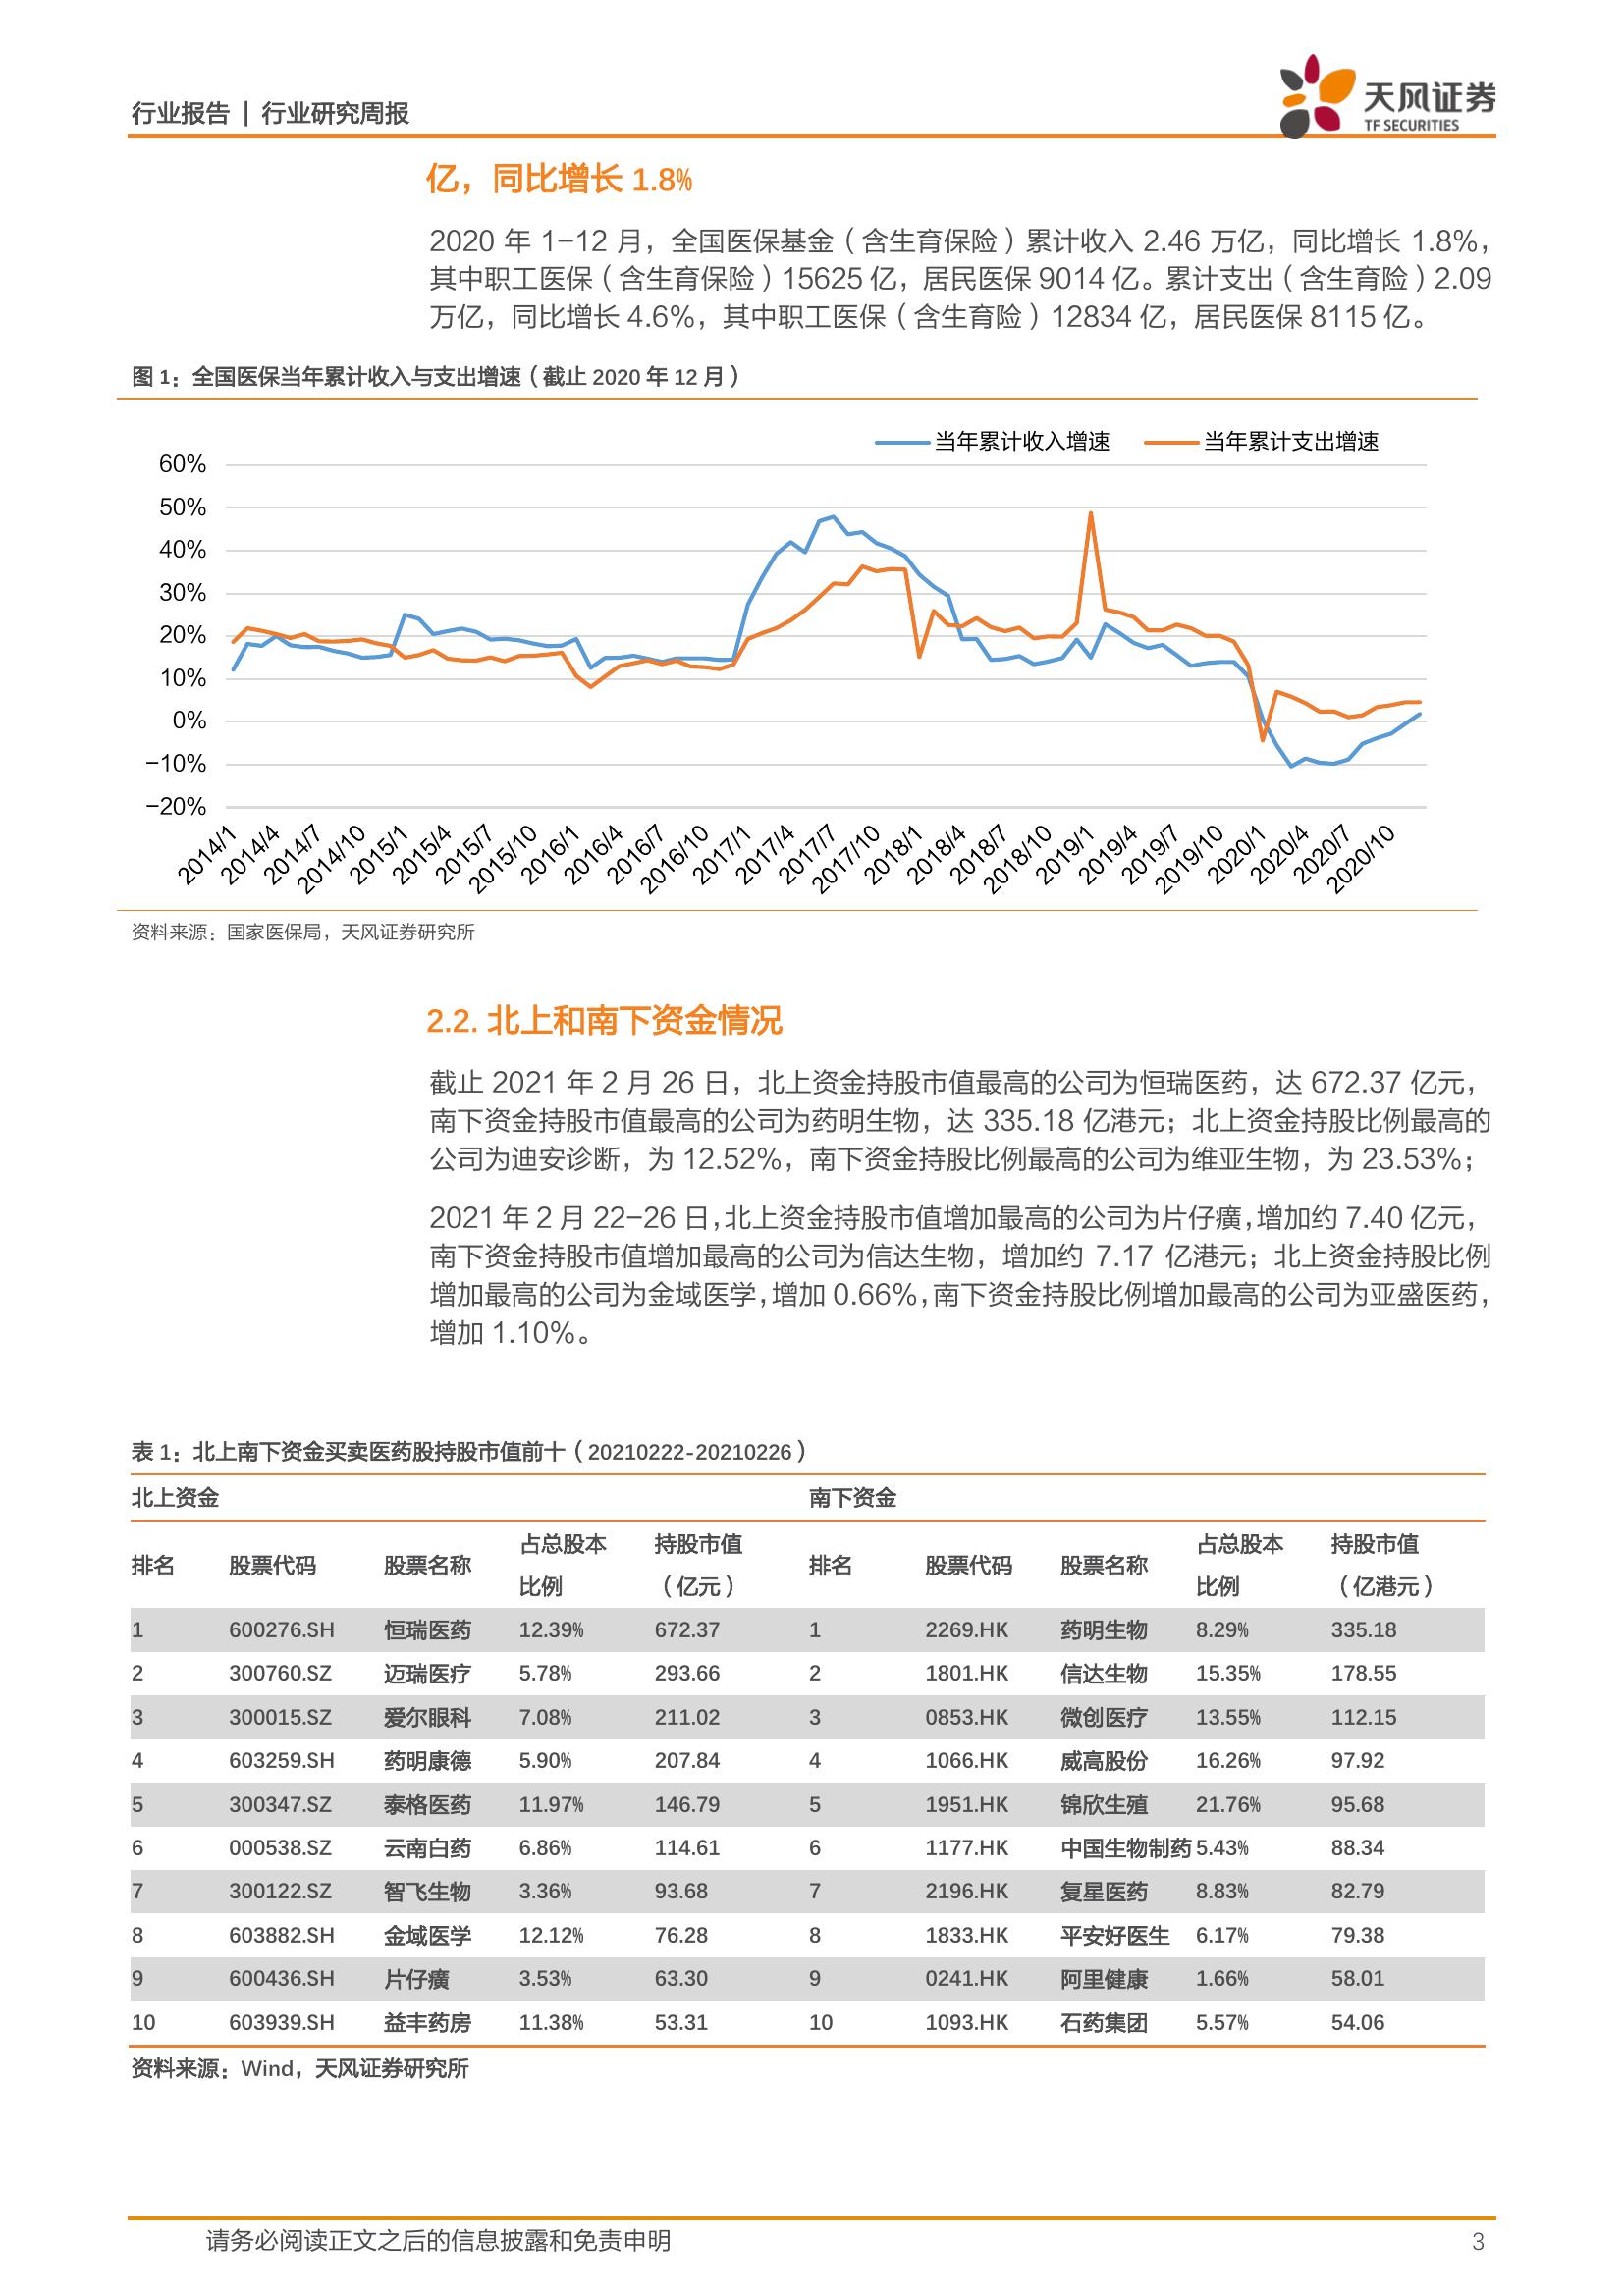 行业报告 | 行业研究周报
天风证券
TF SECURITIES
亿，同比增长 1.8%
2020 年 1-12 月，全国医保基金（含生育保险）累计收入 2.46 万亿，同比增长 1.8%，
其中职工医保（含生育保险）15625 亿，居民医保 9014 亿。累计支出（含生育险）2.09
万亿，同比增长 4.6%，其中职工医保（含生育险）12834 亿，居民医保 8115 亿。
图 1：全国医保当年累计收入与支出增速（截止 2020 年 12 月）
当年累计收入增速 当年累计支出增速
60%
50%
40%
30%
20%
10%
0%
-10%
-20%
2014/1 2014/4 2014/7 2014/10 2015/1 2015/4 2015/7 2015/10 2016/1 2016/4 2016/7 2016/10 2017/1 2017/4 2017/7 2017/10 2018/1 2018/4 2018/7 2018/10 2019/1 2019/4 2019/7 2019/10 2020/1 2020/4 2020/7 2020/10
资料来源：国家医保局，天风证券研究所
2.2. 北上和南下资金情况
截止 2021 年 2 月 26 日，北上资金持股市值最高的公司为恒瑞医药，达 672.37 亿元，
南下资金持股市值最高的公司为药明生物，达 335.18 亿港元；北上资金持股比例最高的
公司为迪安诊断，为 12.52%，南下资金持股比例最高的公司为维亚生物，为 23.53%；
2021 年 2 月 22-26 日，北上资金持股市值增加最高的公司为片仔癀，增加约 7.40 亿元，
南下资金持股市值增加最高的公司为信达生物，增加约 7.17 亿港元；北上资金持股比例
增加最高的公司为金域医学，增加 0.66%，南下资金持股比例增加最高的公司为亚盛医药，
增加 1.10%。
表 1：北上南下资金买卖医药股持股市值前十（20210222-20210226）
北上资金 南下资金
排名 股票代码 股票名称 占总股本比例 持股市值（亿元） 排名 股票代码 股票名称 占总股本比例 持股市值（亿港元）
1 600276.SH 恒瑞医药 12.39% 672.37 1 2269.HK 药明生物 8.29% 335.18
2 300760.SZ 迈瑞医疗 5.78% 293.66 2 1801.HK 信达生物 15.35% 178.55
3 300015.SZ 爱尔眼科 7.08% 211.02 3 0853.HK 微创医疗 13.55% 112.15
4 603259.SH 药明康德 5.90% 207.84 4 1066.HK 威高股份 16.26% 97.92
5 300347.SZ 泰格医药 11.97% 146.79 5 1951.HK 锦欣生殖 21.76% 95.68
6 000538.SZ 云南白药 6.86% 114.61 6 1177.HK 中国生物制药 5.43% 88.34
7 300122.SZ 智飞生物 3.36% 93.68 7 2196.HK 复星医药 8.83% 82.79
8 603882.SH 金域医学 12.12% 76.28 8 1833.HK 平安好医生 6.17% 79.38
9 600436.SH 片仔癀 3.53% 63.30 9 0241.HK 阿里健康 1.66% 58.01
10 603939.SH 益丰药房 11.38% 53.31 10 1093.HK 石药集团 5.57% 54.06
资料来源：Wind，天风证券研究所
请务必阅读正文之后的信息披露和免责申明 3